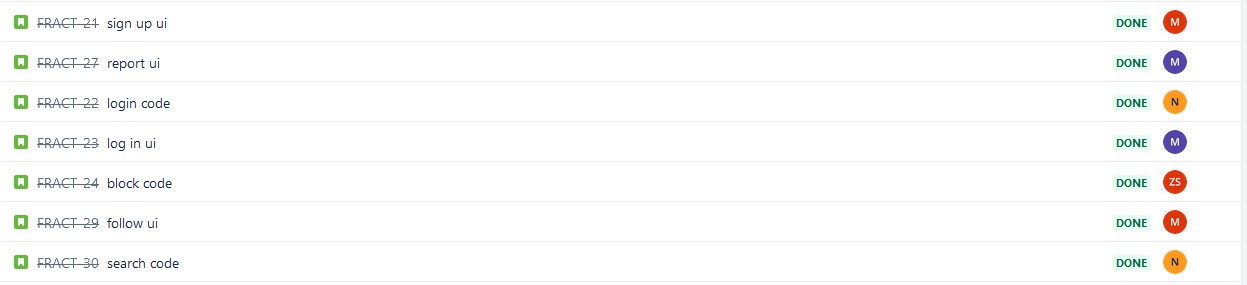 FRACT-21 sign up ui DONE M
FRACT-27 report ui DONE M
FRACT-22 login code DONE N
FRACT-23 log in ui DONE M
FRACT-24 block code DONE ZS
FRACT-29 follow ui DONE M
FRACT-30 search code DONE N